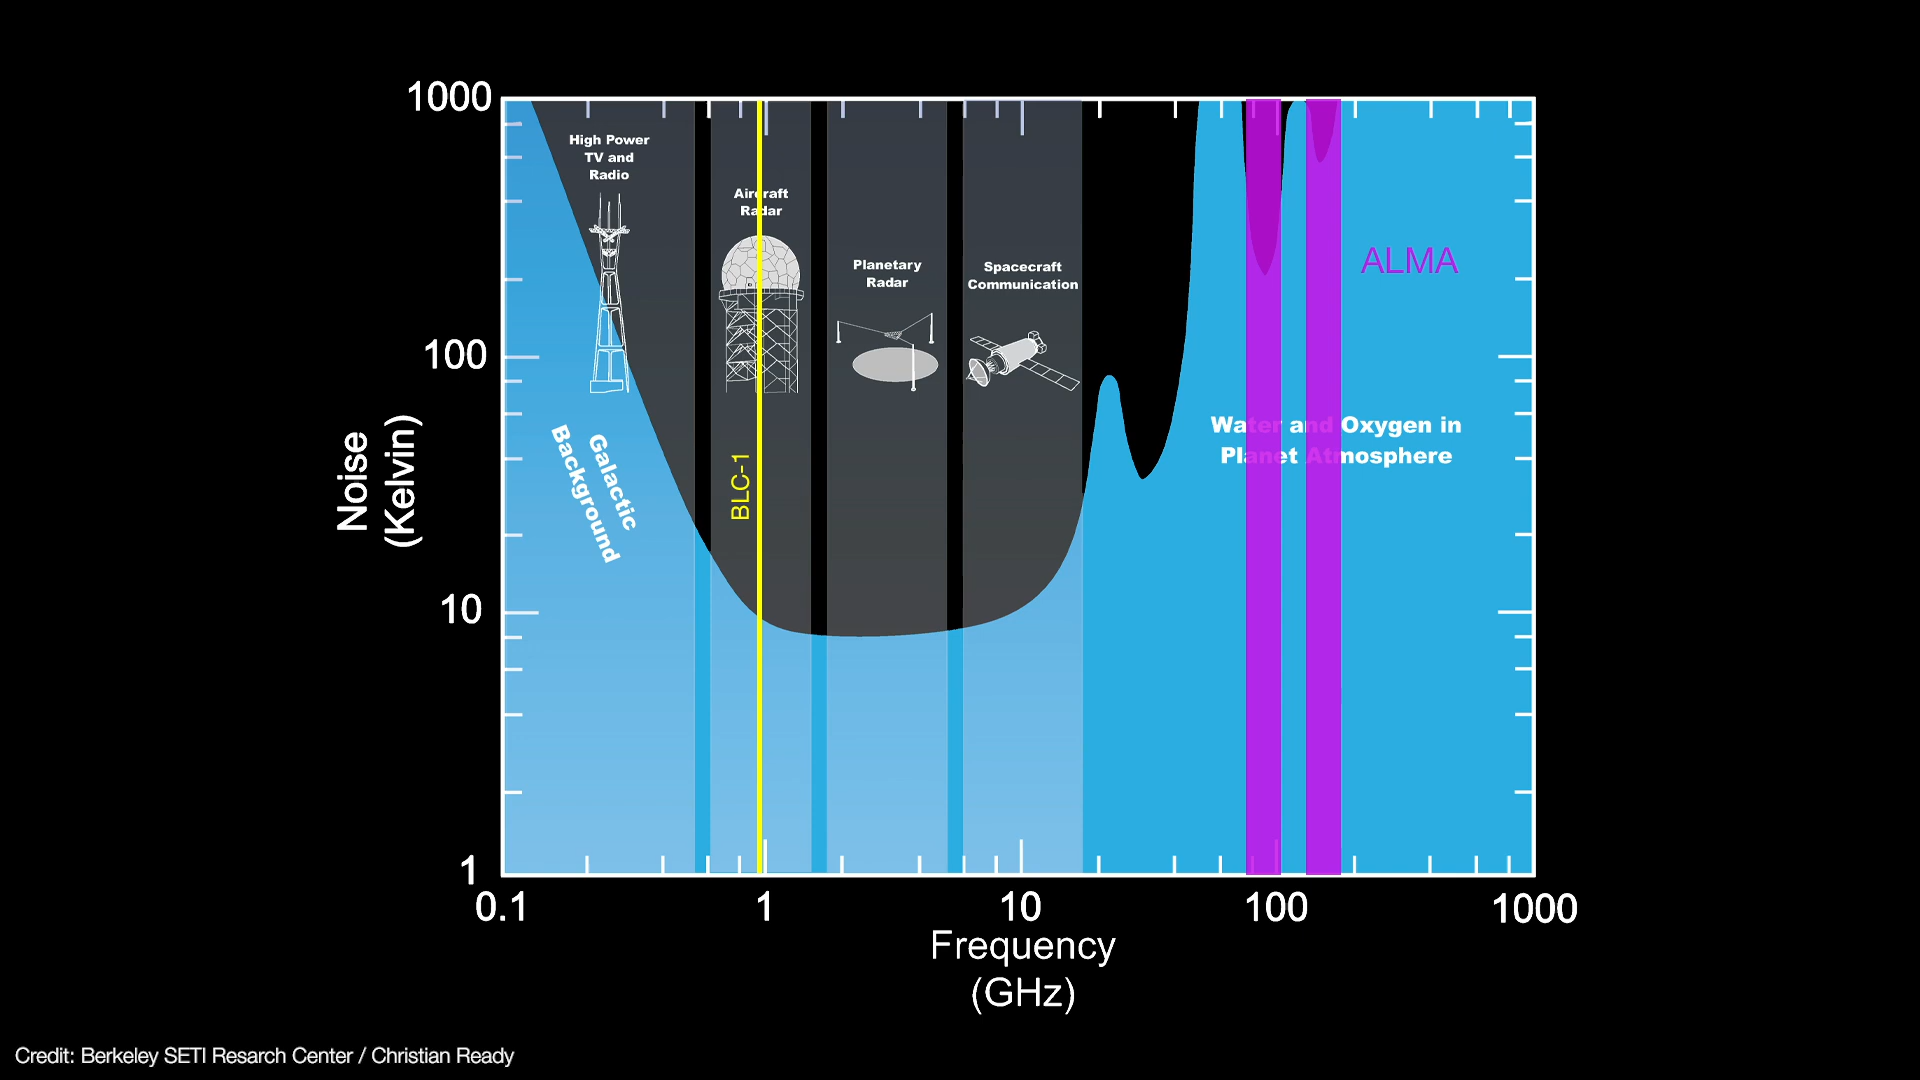 1000
100
10
1
Noise
(Kelvin)
High Power
TV and
Radio
Aircraft
Radar
Planetary
Radar
Spacecraft
Communication
ALMA
Galactic
Background
BLC-1
Water and Oxygen in
Planet Atmosphere
0.1 1 10 100 1000
Frequency
(GHz)
Credit: Berkeley SETI Resarch Center / Christian Ready